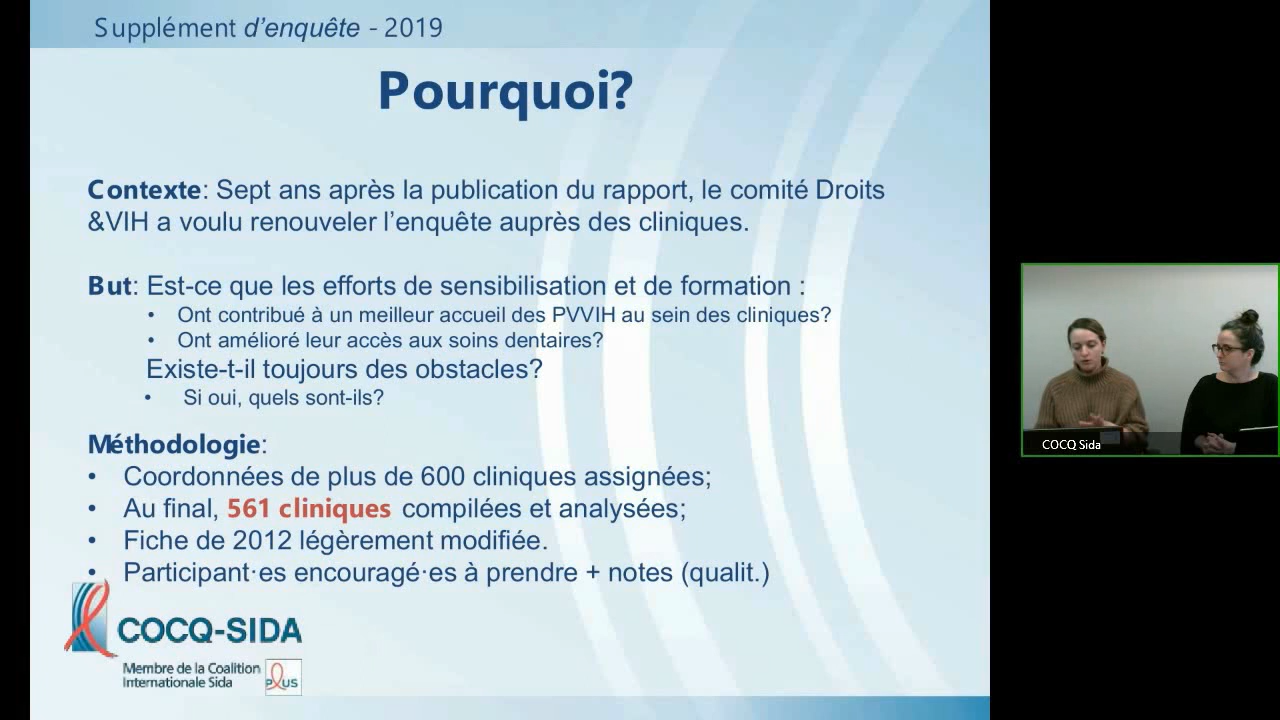 Supplément d’enquête - 2019
Pourquoi?
Contexte: Sept ans après la publication du rapport, le comité Droits
&VIH a voulu renouveler l’enquête auprès des cliniques.
But: Est-ce que les efforts de sensibilisation et de formation :
• Ont contribué à un meilleur accueil des PVVIH au sein des cliniques?
• Ont amélioré leur accès aux soins dentaires?
Existe-t-il toujours des obstacles?
• Si oui, quels sont-ils?
Méthodologie:
• Coordonnées de plus de 600 cliniques assignées;
• Au final, 561 cliniques compilées et analysées;
• Fiche de 2012 légèrement modifiée.
• Participant·es encouragé·es à prendre + notes (qualit.)
COCQ-SIDA
Membre de la Coalition
Internationale Sida
PLUS
COCQ Sida